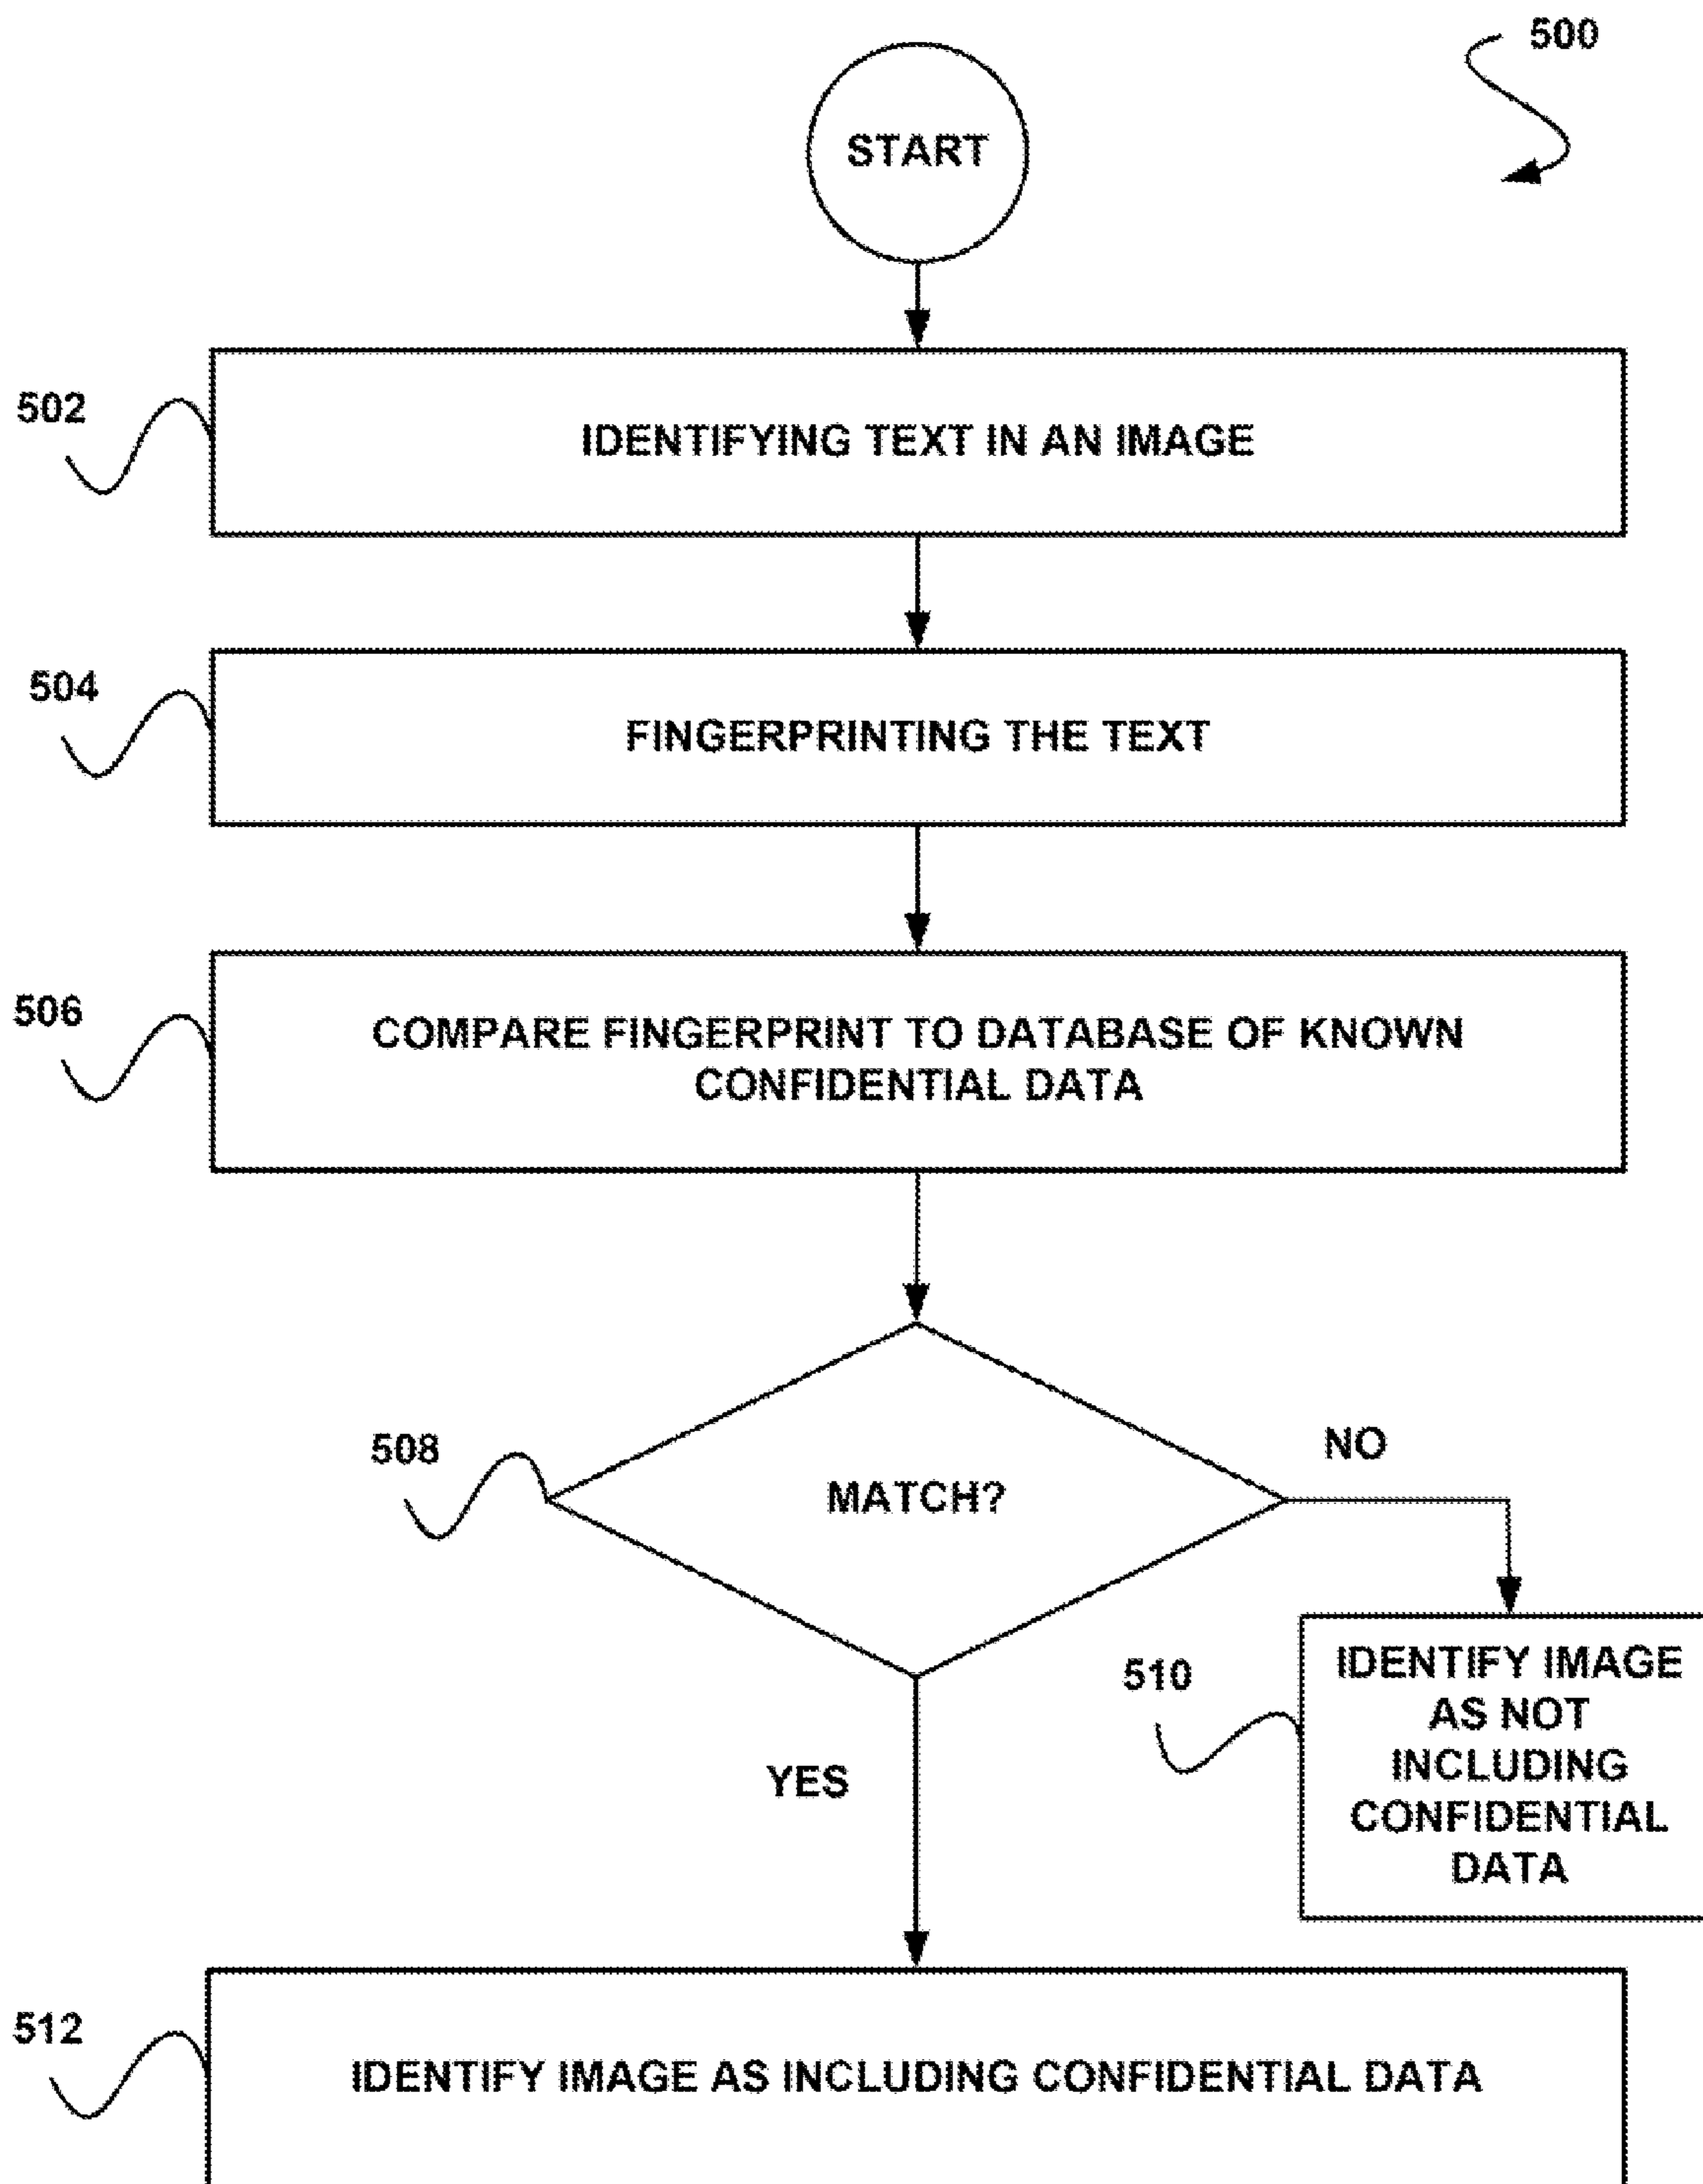 500
START
502
IDENTIFYING TEXT IN AN IMAGE
504
FINGERPRINTING THE TEXT
506
COMPARE FINGERPRINT TO DATABASE OF KNOWN
CONFIDENTIAL DATA
508
MATCH?
NO
510
IDENTIFY IMAGE
AS NOT
INCLUDING
CONFIDENTIAL
DATA
YES
512
IDENTIFY IMAGE AS INCLUDING CONFIDENTIAL DATA